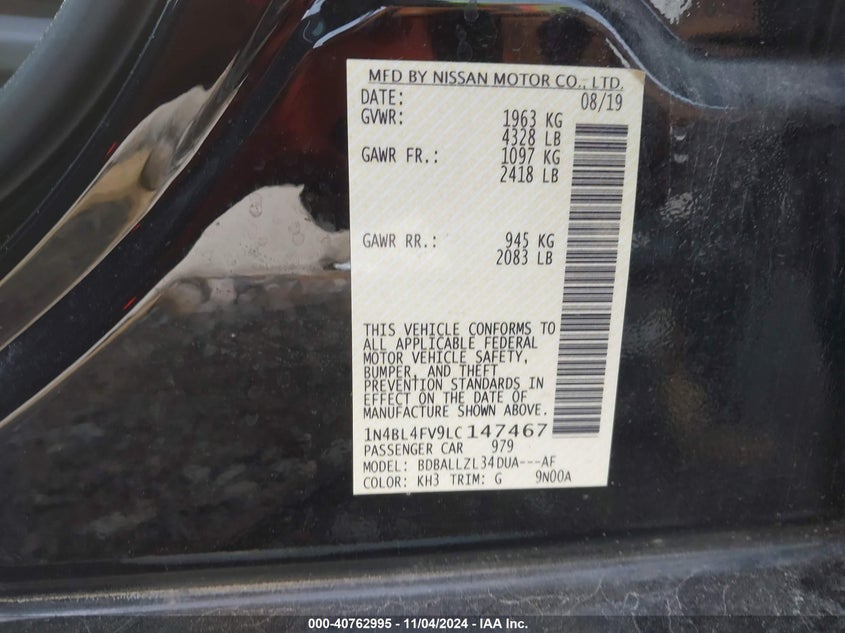 MFD BY NISSAN MOTOR CO., LTD.
DATE: 08/19
GVWR: 1963 KG
4328 LB
GAWR FR.: 1097 KG
2418 LB
GAWR RR.: 945 KG
2083 LB
THIS VEHICLE CONFORMS TO
ALL APPLICABLE FEDERAL
MOTOR VEHICLE SAFETY,
BUMPER, AND THEFT
PREVENTION STANDARDS IN
EFFECT ON THE DATE OF
MANUFACTURE SHOWN ABOVE.
1N4BL4FV9LC147467
PASSENGER CAR 979
MODEL: BDBALLZL34DUA---AF
COLOR: KH3 TRIM: G 9N00A
000-40762995 - 11/04/2024 - IAA Inc.